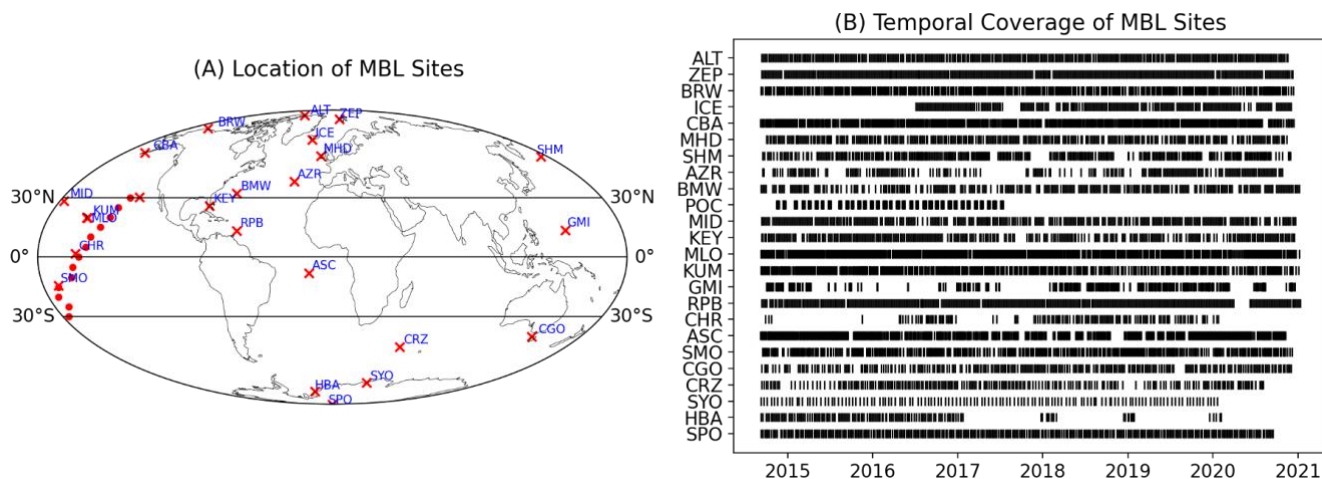 (A) Location of MBL Sites
ALT
ZEP
BRW
ICE
CBA
MHD
SHM
AZR
30°N
MID
BMW
30°N
KEY
KUM
MLO
RPB
GMI
CHR
0°
0°
ASC
SMO
30°S
30°S
CGO
CRZ
SYO
HBA
SPO
(B) Temporal Coverage of MBL Sites
ALT
ZEP
BRW
ICE
CBA
MHD
SHM
AZR
BMW
POC
MID
KEY
MLO
KUM
GMI
RPB
CHR
ASC
SMO
CGO
CRZ
SYO
HBA
SPO
2015 2016 2017 2018 2019 2020 2021